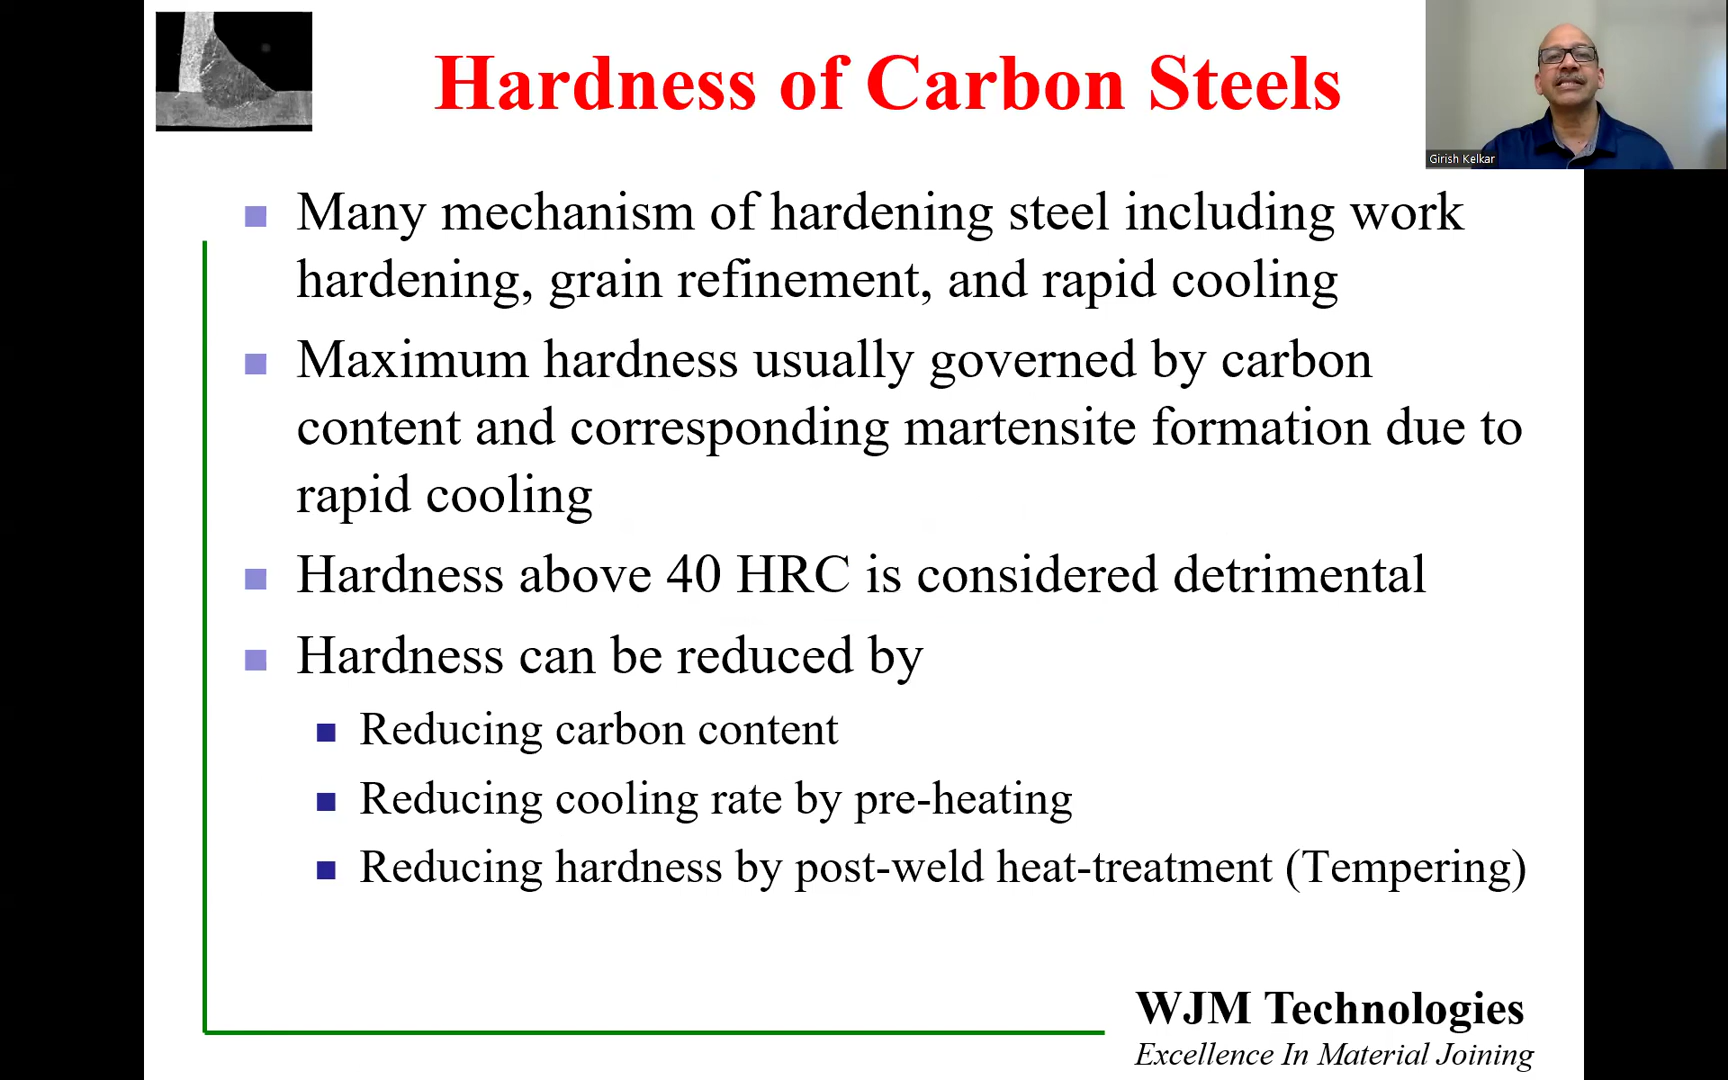 Hardness of Carbon Steels
Girish Kelkar
Many mechanism of hardening steel including work
hardening, grain refinement, and rapid cooling
Maximum hardness usually governed by carbon
content and corresponding martensite formation due to
rapid cooling
Hardness above 40 HRC is considered detrimental
Hardness can be reduced by
Reducing carbon content
Reducing cooling rate by pre-heating
Reducing hardness by post-weld heat-treatment (Tempering)
WJM Technologies
Excellence In Material Joining